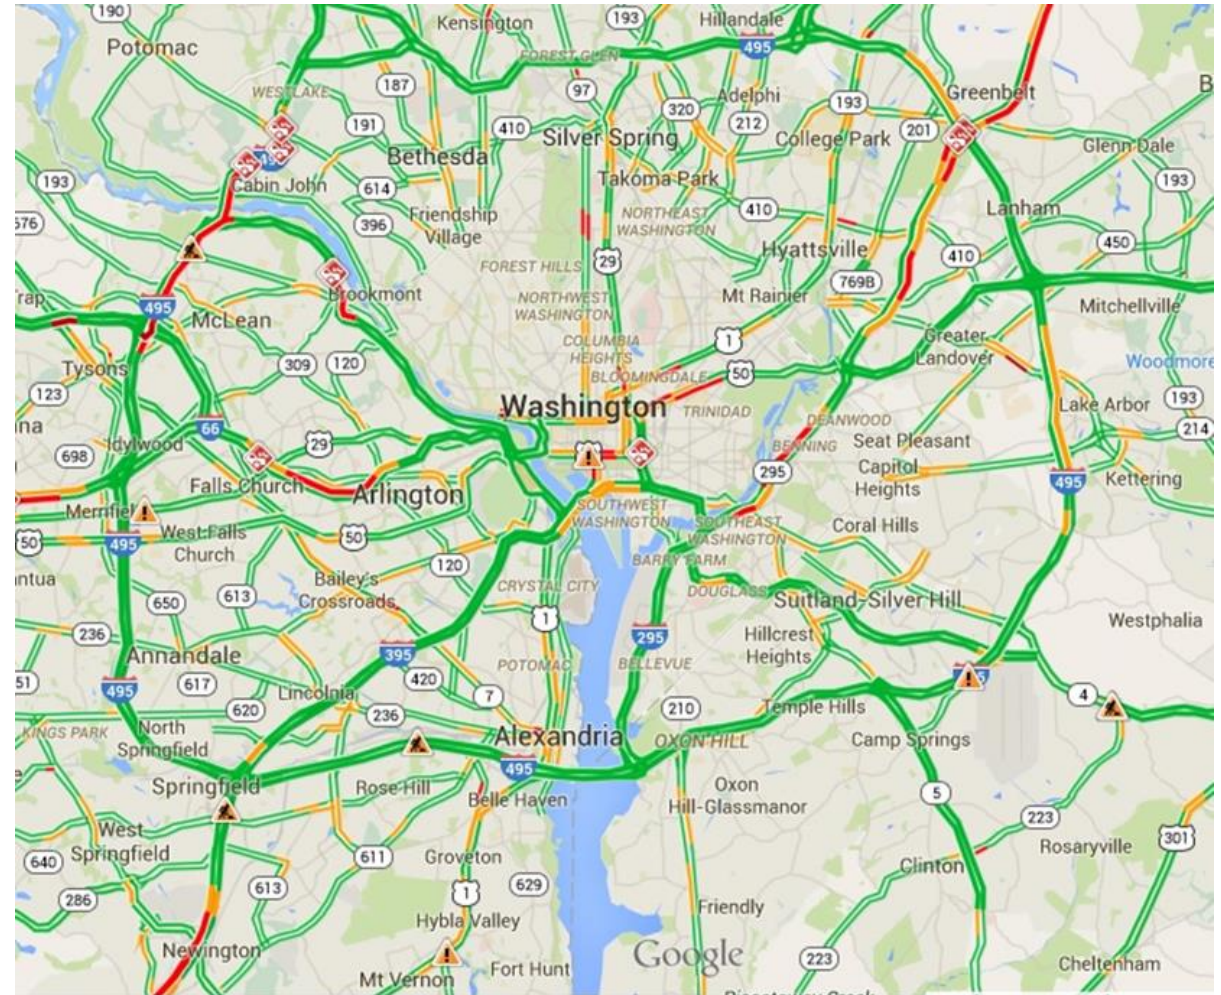 190
Potomac
Kensington
193
Hillandale
495
FOREST GLEN
187
97
Greenbelt
B
WESTLAKE
320
Adelphi
193
191
410
Silver Spring
212
College Park
201
Glenn Dale
Bethesda
193
Cabin John
614
Takoma Park
193
576
396
Friendship
Village
NORTHEAST
WASHINGTON
410
Lanham
Hyattsville
450
29
FOREST HILLS
410
769B
Trap
Brookmont
Mt Rainier
495
NORTHWEST
WASHINGTON
Mitchellville
McLean
COLUMBIA
HEIGHTS
1
Greater
Landover
Tysons
309
120
BLOOMINGDALE
50
Woodmore
123
Washington
TRINIDAD
Lake Arbor
193
na
66
DEANWOOD
214
Idylwood
29
BENNING
Seat Pleasant
698
295
Capitol
Heights
495
Kettering
Falls Church
Arlington
Merrifiel
SOUTHWEST
WASHINGTON
50
495
West Falls
Church
50
SOUTHEAST
WASHINGTON
Coral Hills
120
BARRY FARM
antua
Bailey's
Crossroads
CRYSTAL CITY
DOUGLASS
Suitland-Silver Hill
650
613
1
Westphalia
236
295
Hillcrest
Heights
Annandale
395
POTOMAC
BELLEVUE
51
495
617
Lincolnia
420
7
4
620
236
210
Temple Hills
KINGS PARK
North
Springfield
Alexandria
OXON HILL
Camp Springs
495
Springfield
Rose Hill
Belle Haven
Oxon
Hill-Glassmanor
5
223
West
Springfield
301
640
611
Groveton
Clinton
Rosaryville
286
613
1
629
Friendly
Hybla Valley
Newington
Google
223
Mt Vernon
Fort Hunt
Cheltenham